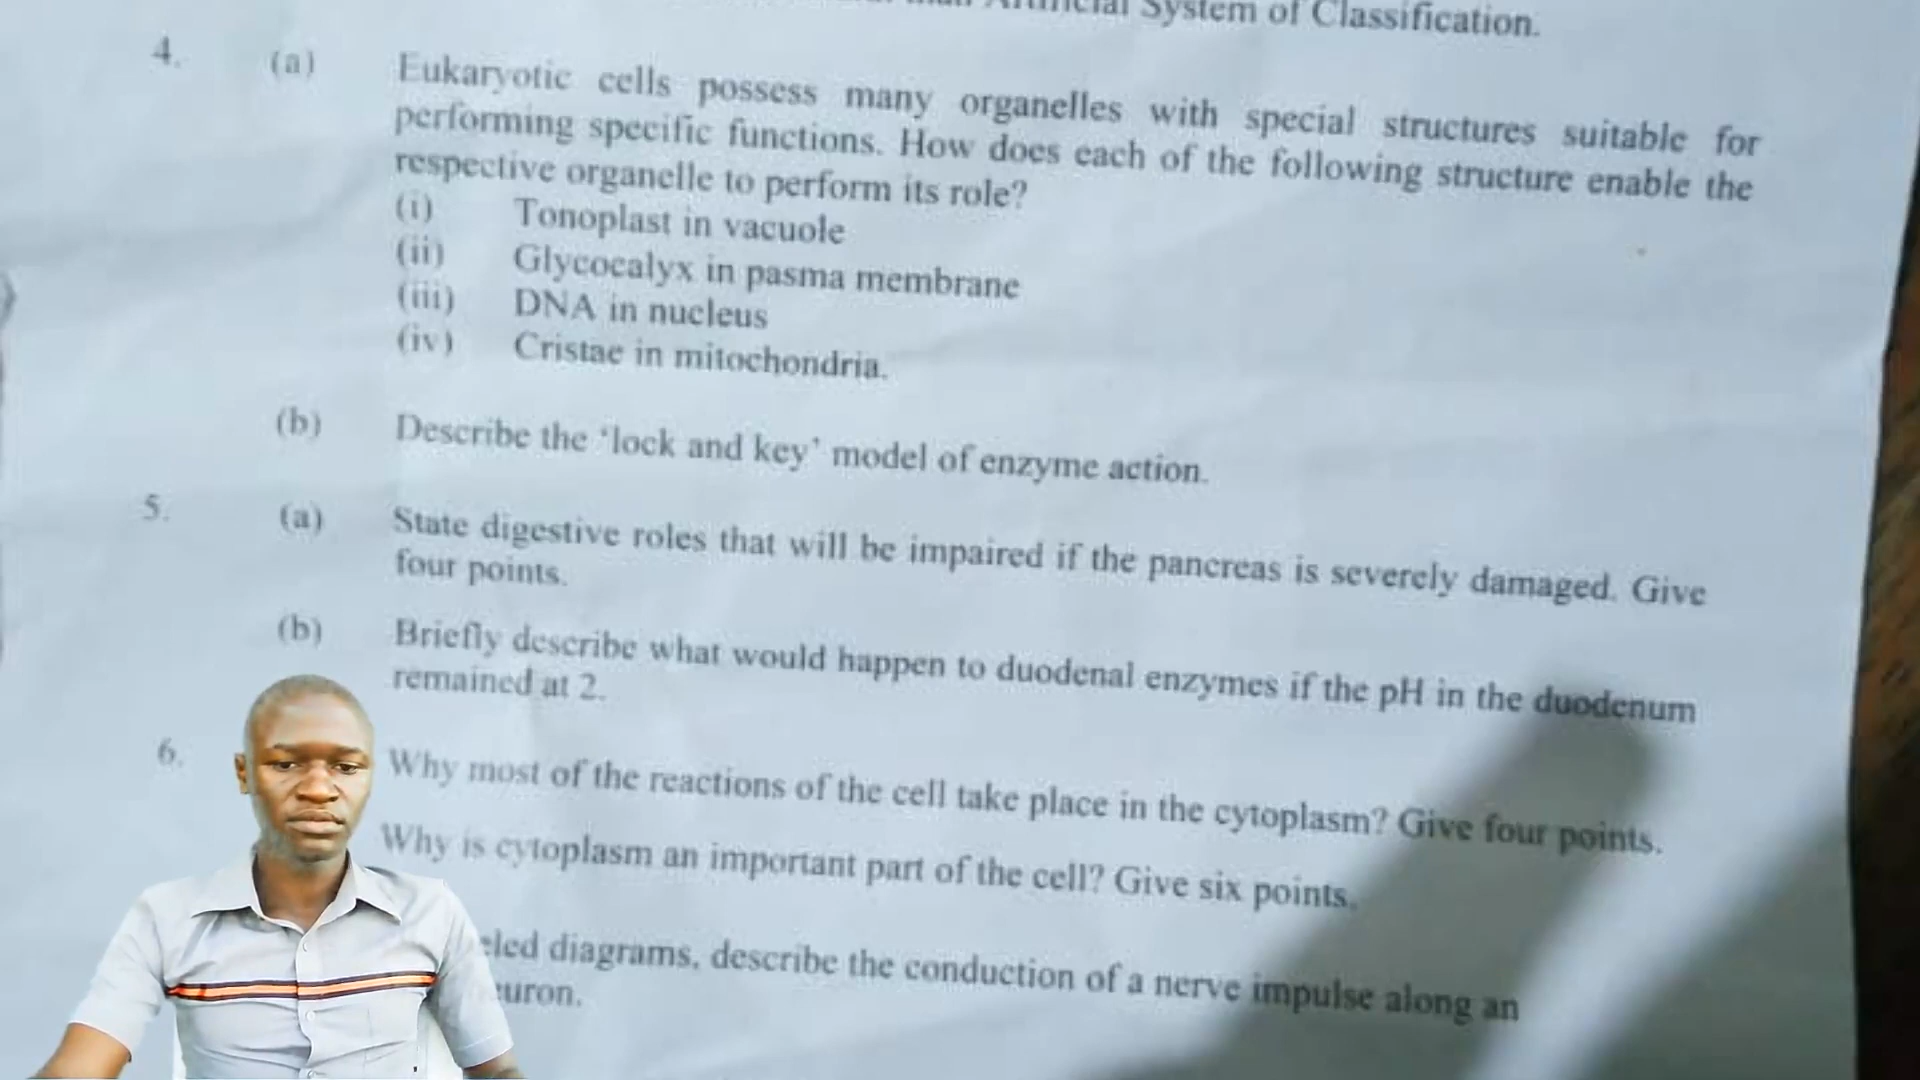 System of Classification.
4. (a) Eukaryotic cells possess many organelles with special structures suitable for
performing specific functions. How does each of the following structure enable the
respective organelle to perform its role?
(i) Tonoplast in vacuole
(ii) Glycocalyx in pasma membrane
(iii) DNA in nucleus
(iv) Cristae in mitochondria.
(b) Describe the 'lock and key' model of enzyme action.
5. (a) State digestive roles that will be impaired if the pancreas is severely damaged. Give
four points.
(b) Briefly describe what would happen to duodenal enzymes if the pH in the duodenum
remained at 2.
6. Why most of the reactions of the cell take place in the cytoplasm? Give four points.
Why is cytoplasm an important part of the cell? Give six points.
diagrams, describe the conduction of a nerve impulse along an